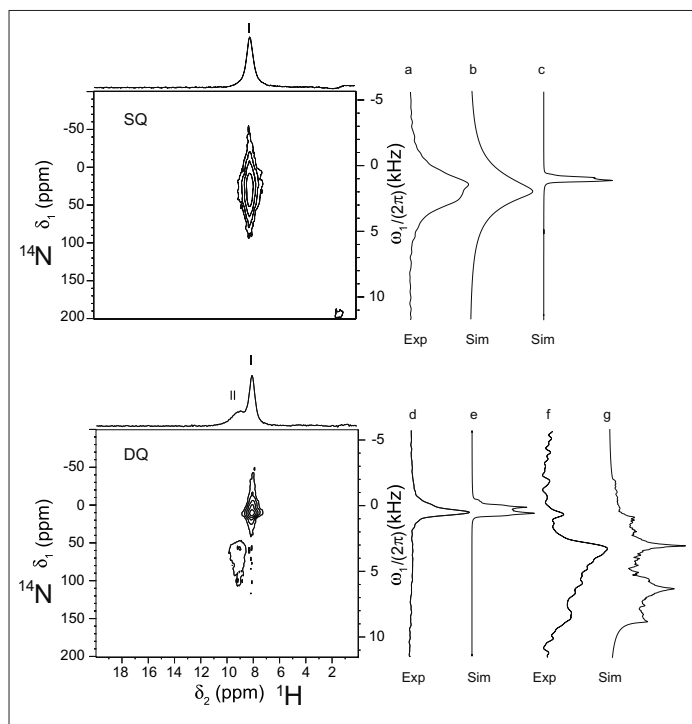 I
a b c
SQ
-50
0
50
100
150
200
δ1 (ppm)
14N
-5
0
5
10
ω1/(2π)(kHz)
Exp Sim Sim
I
II
d e f g
DQ
-50
0
50
100
150
200
δ1 (ppm)
14N
-5
0
5
10
ω1/(2π)(kHz)
18 16 14 12 10 8 6 4 2
δ2 (ppm) 1H
Exp Sim Exp Sim